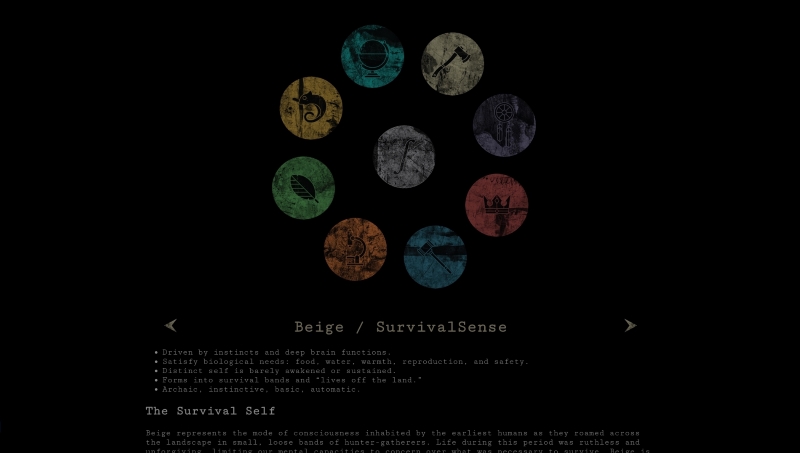 Beige / SurvivalSense
Driven by instincts and deep brain functions.
Satisfy biological needs: food, water, warmth, reproduction, and safety.
Distinct self is barely awakened or sustained.
Forms into survival bands and "lives off the land."
Archaic, instinctive, basic, automatic.
The Survival Self
Beige represents the mode of consciousness inhabited by the earliest humans as they roamed across
the landscape in small, loose bands of hunter-gatherers. Life during this period was ruthless and
unforgiving, limiting our mental capacities to concern over what was necessary to survive. Beige is